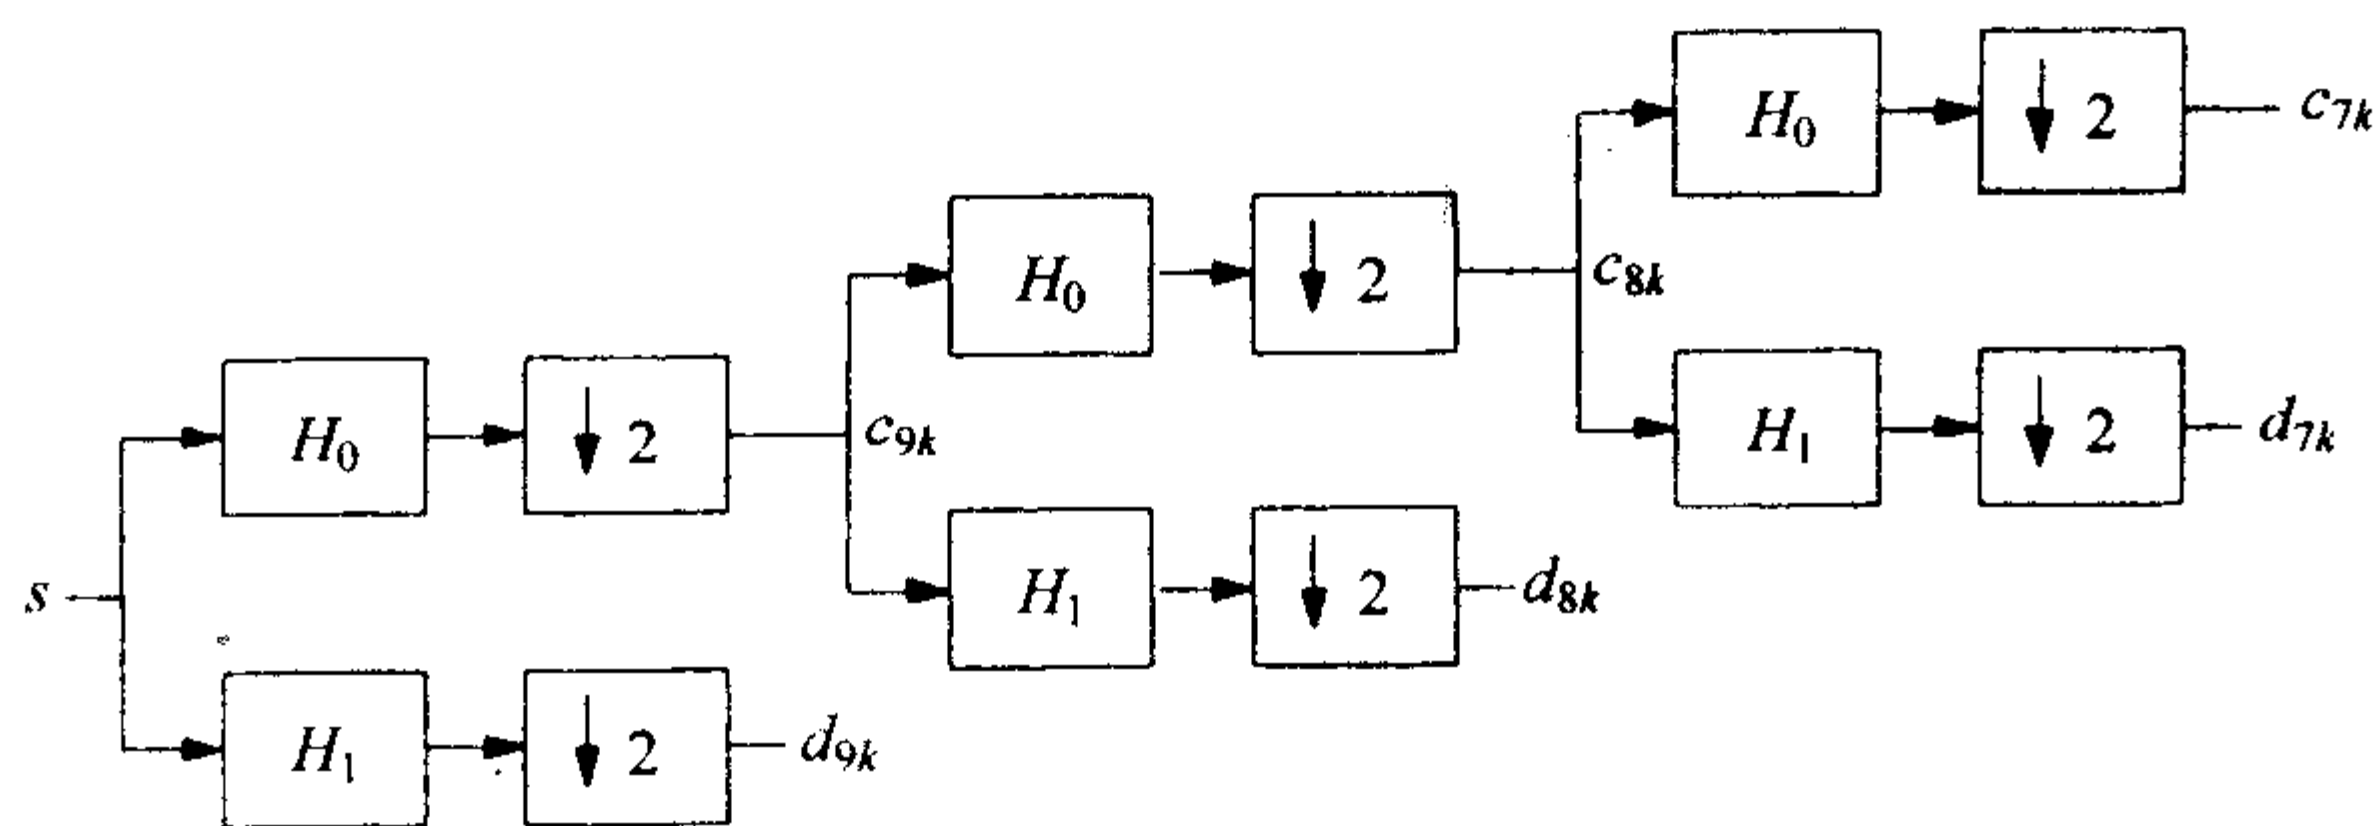 H₀
↓ 2
c₇ₖ
H₀
↓ 2
c₈ₖ
H₁
↓ 2
d₇ₖ
H₀
↓ 2
c₉ₖ
H₁
↓ 2
d₈ₖ
s
H₁
↓ 2
d₉ₖ